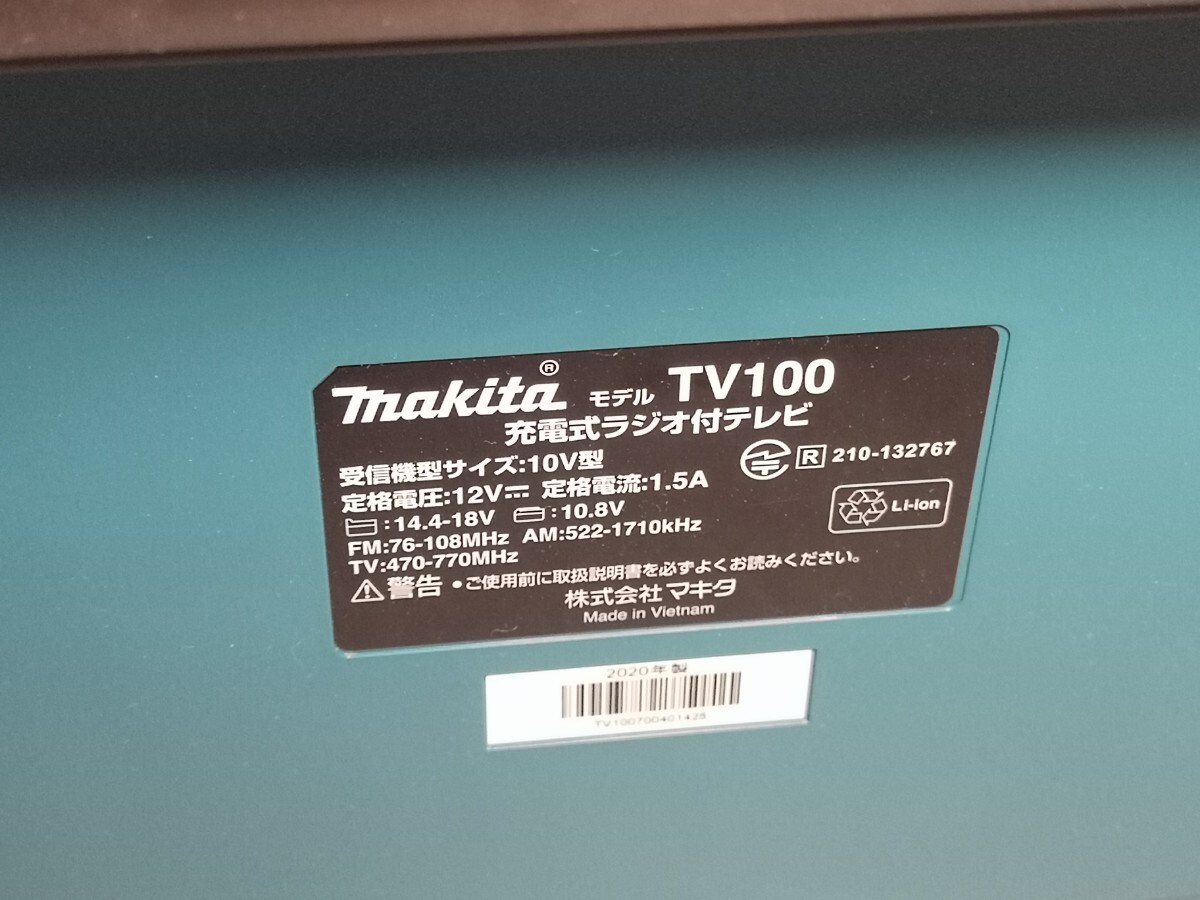 makita® モデル TV100
充電式ラジオ付テレビ
受信機型サイズ:10V型
R 210-132767
定格電圧:12V⎓ 定格電流:1.5A
:14.4-18V :10.8V
Li-ion
FM:76-108MHz AM:522-1710kHz
TV:470-770MHz
⚠警告 •ご使用前に取扱説明書を必ずよくお読みください。
株式会社マキタ
Made in Vietnam
2020年製
TV100700401425